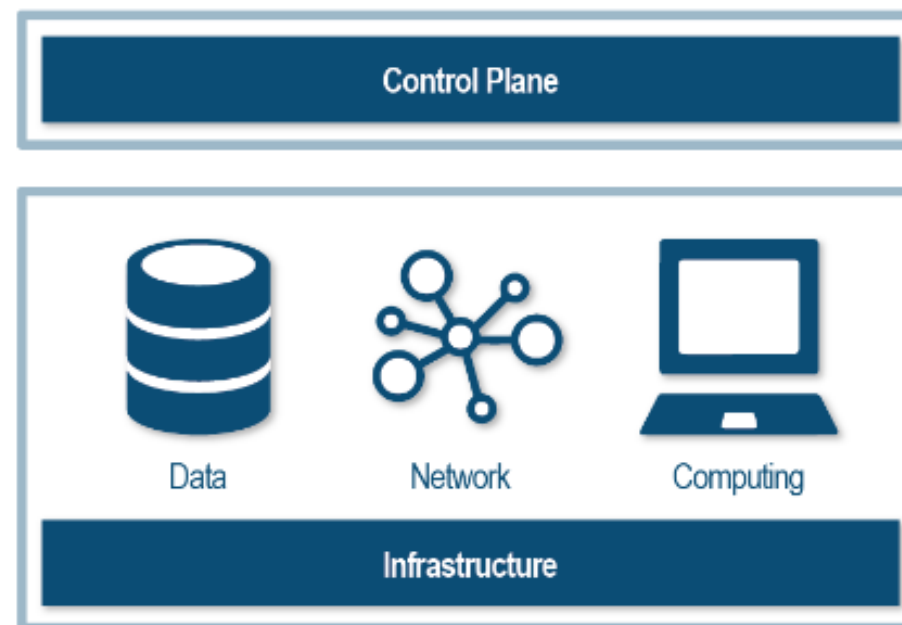 Control Plane
Data
Network
Computing
Infrastructure